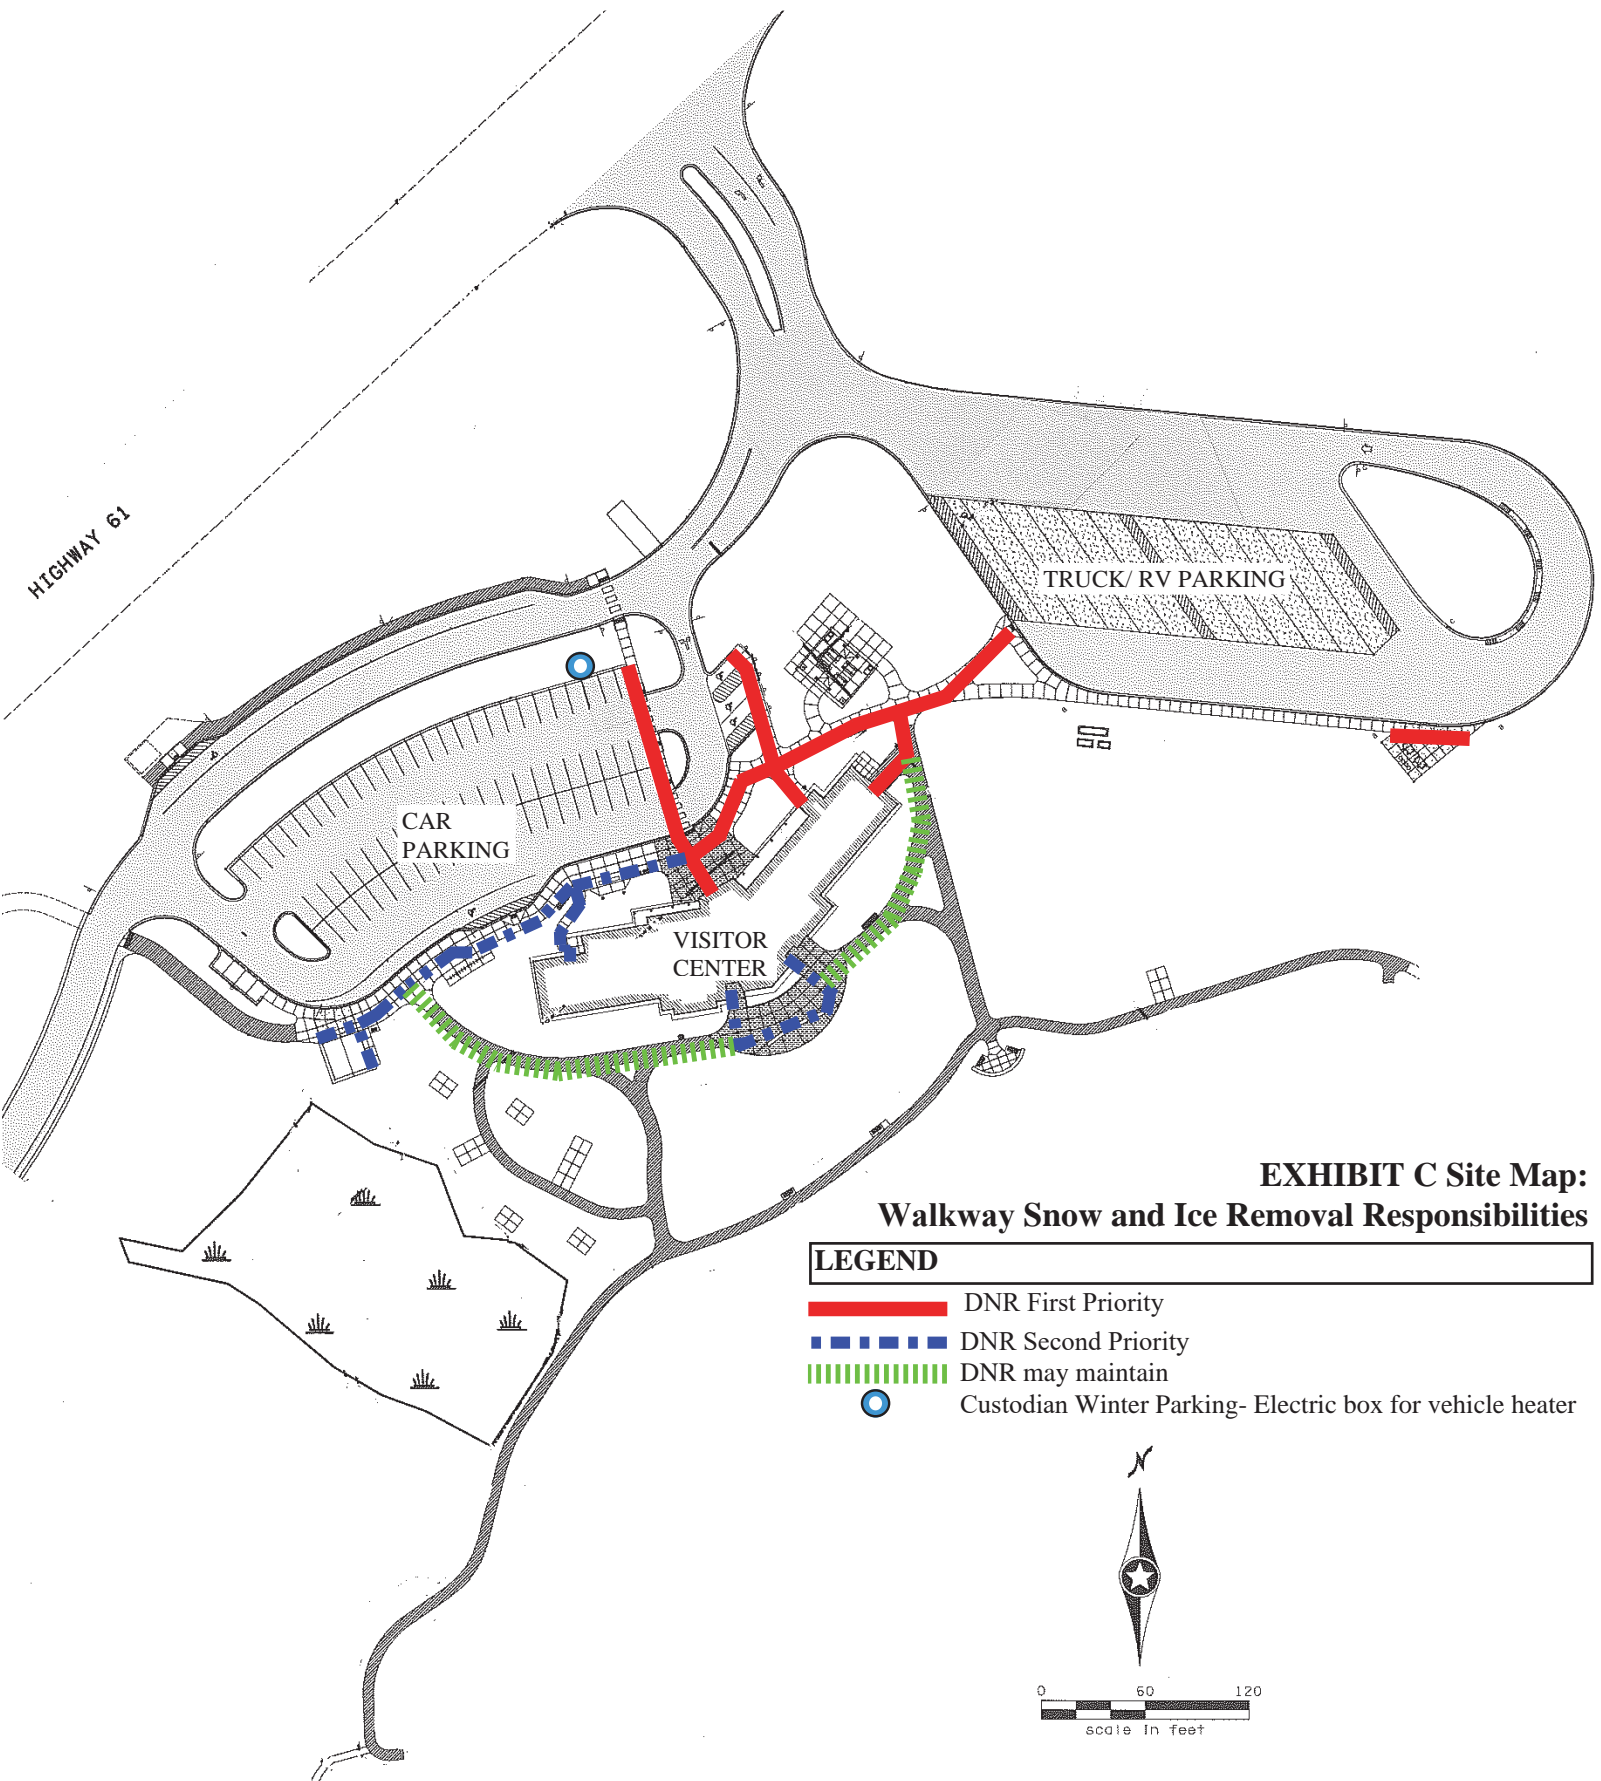 HIGHWAY 61
TRUCK/ RV PARKING
CAR
PARKING
VISITOR
CENTER
EXHIBIT C Site Map:
Walkway Snow and Ice Removal Responsibilities
LEGEND
DNR First Priority
DNR Second Priority
DNR may maintain
Custodian Winter Parking- Electric box for vehicle heater
N
0 60 120
scale in feet